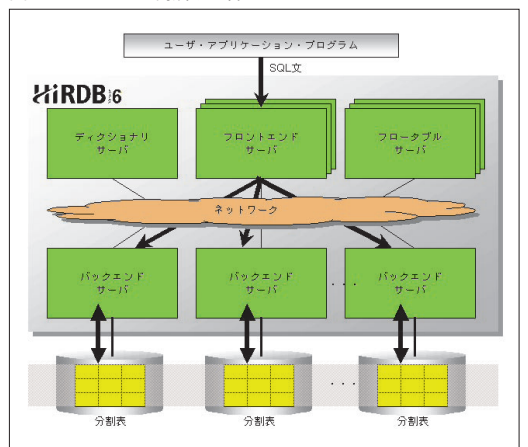 ユーザ・アプリケーション・プログラム
SQL文
HiRDB
6
ディクショナリ
サーバ
フロントエンド
サーバ
フロータブル
サーバ
ネットワーク
バックエンド
サーバ
バックエンド
サーバ
・・・
バックエンド
サーバ
・・・
分割表
分割表
分割表